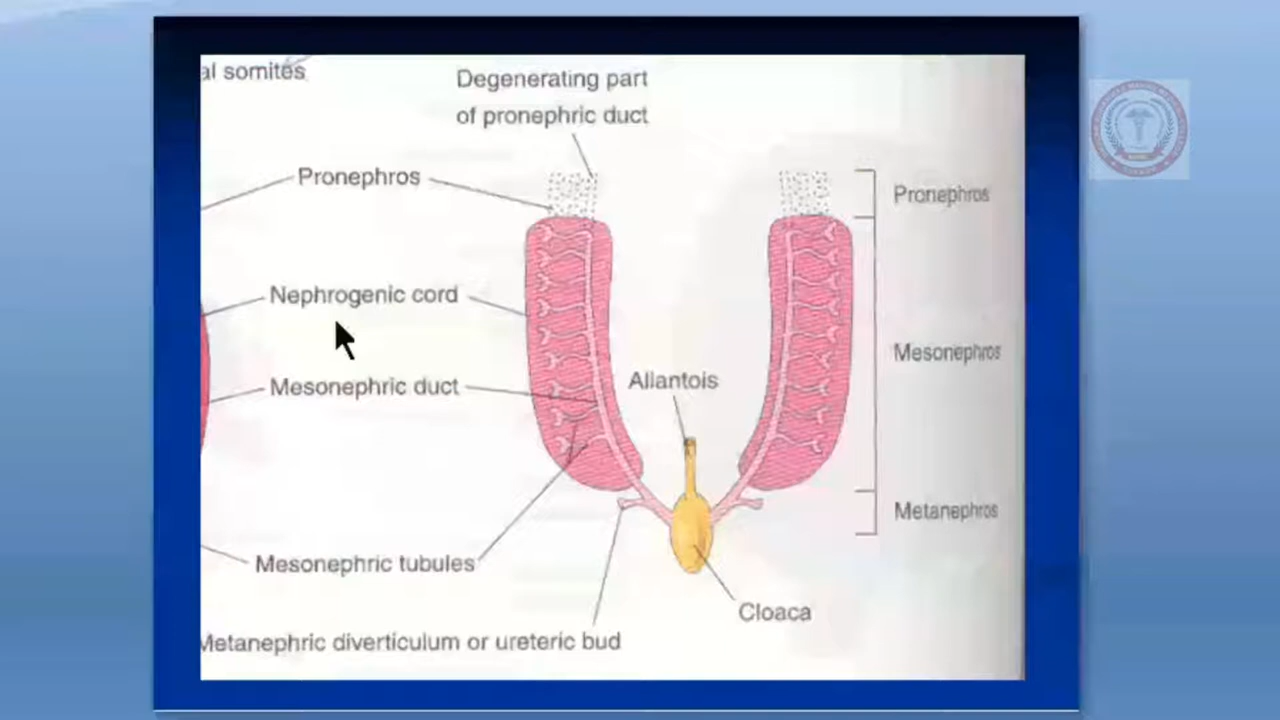 al somites
Degenerating part
of pronephric duct
Pronephros
Pronephros
Nephrogenic cord
Mesonephros
Allantois
Mesonephric duct
Metanephros
Mesonephric tubules
Cloaca
Metanephric diverticulum or ureteric bud